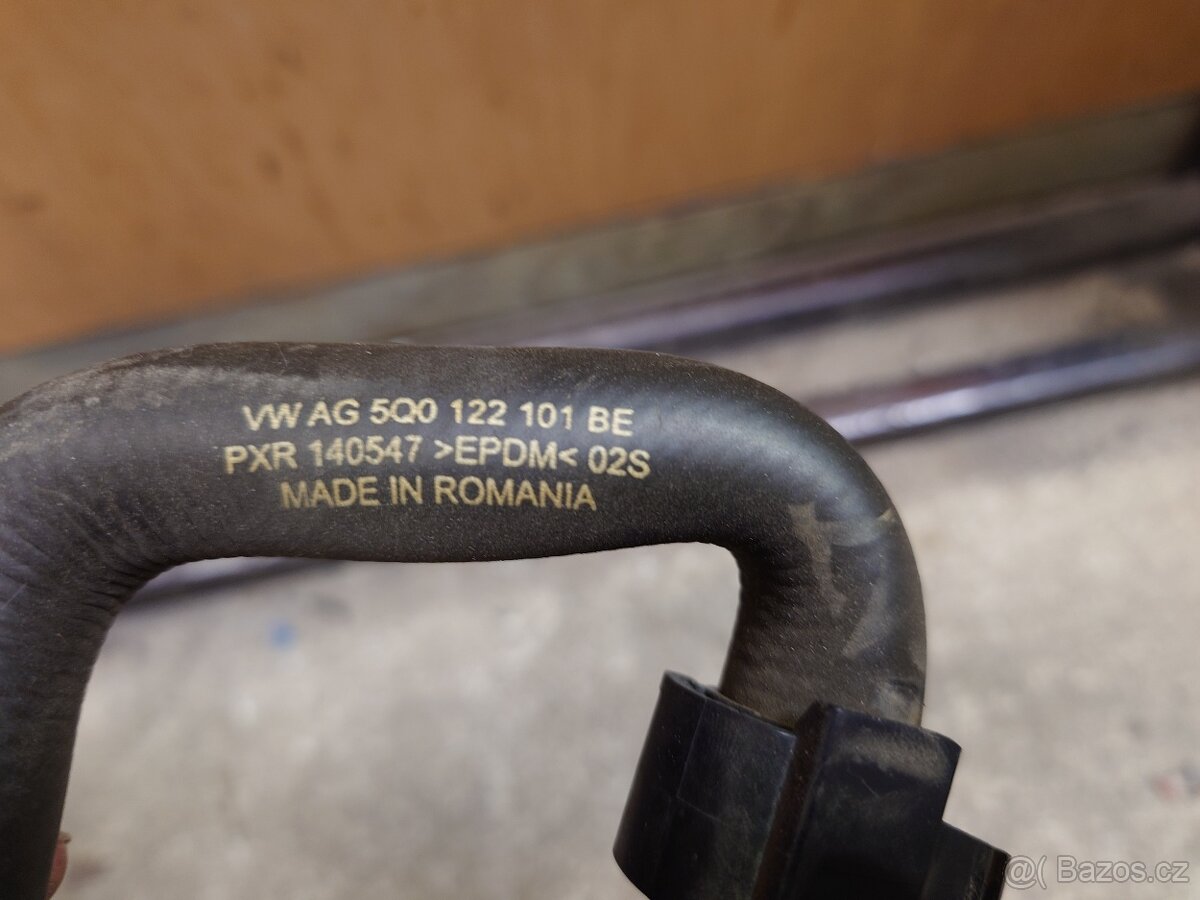 VW AG 5Q0 122 101 BE
PXR 140547 >EPDM< 02S
MADE IN ROMANIA
@( Bazos.cz